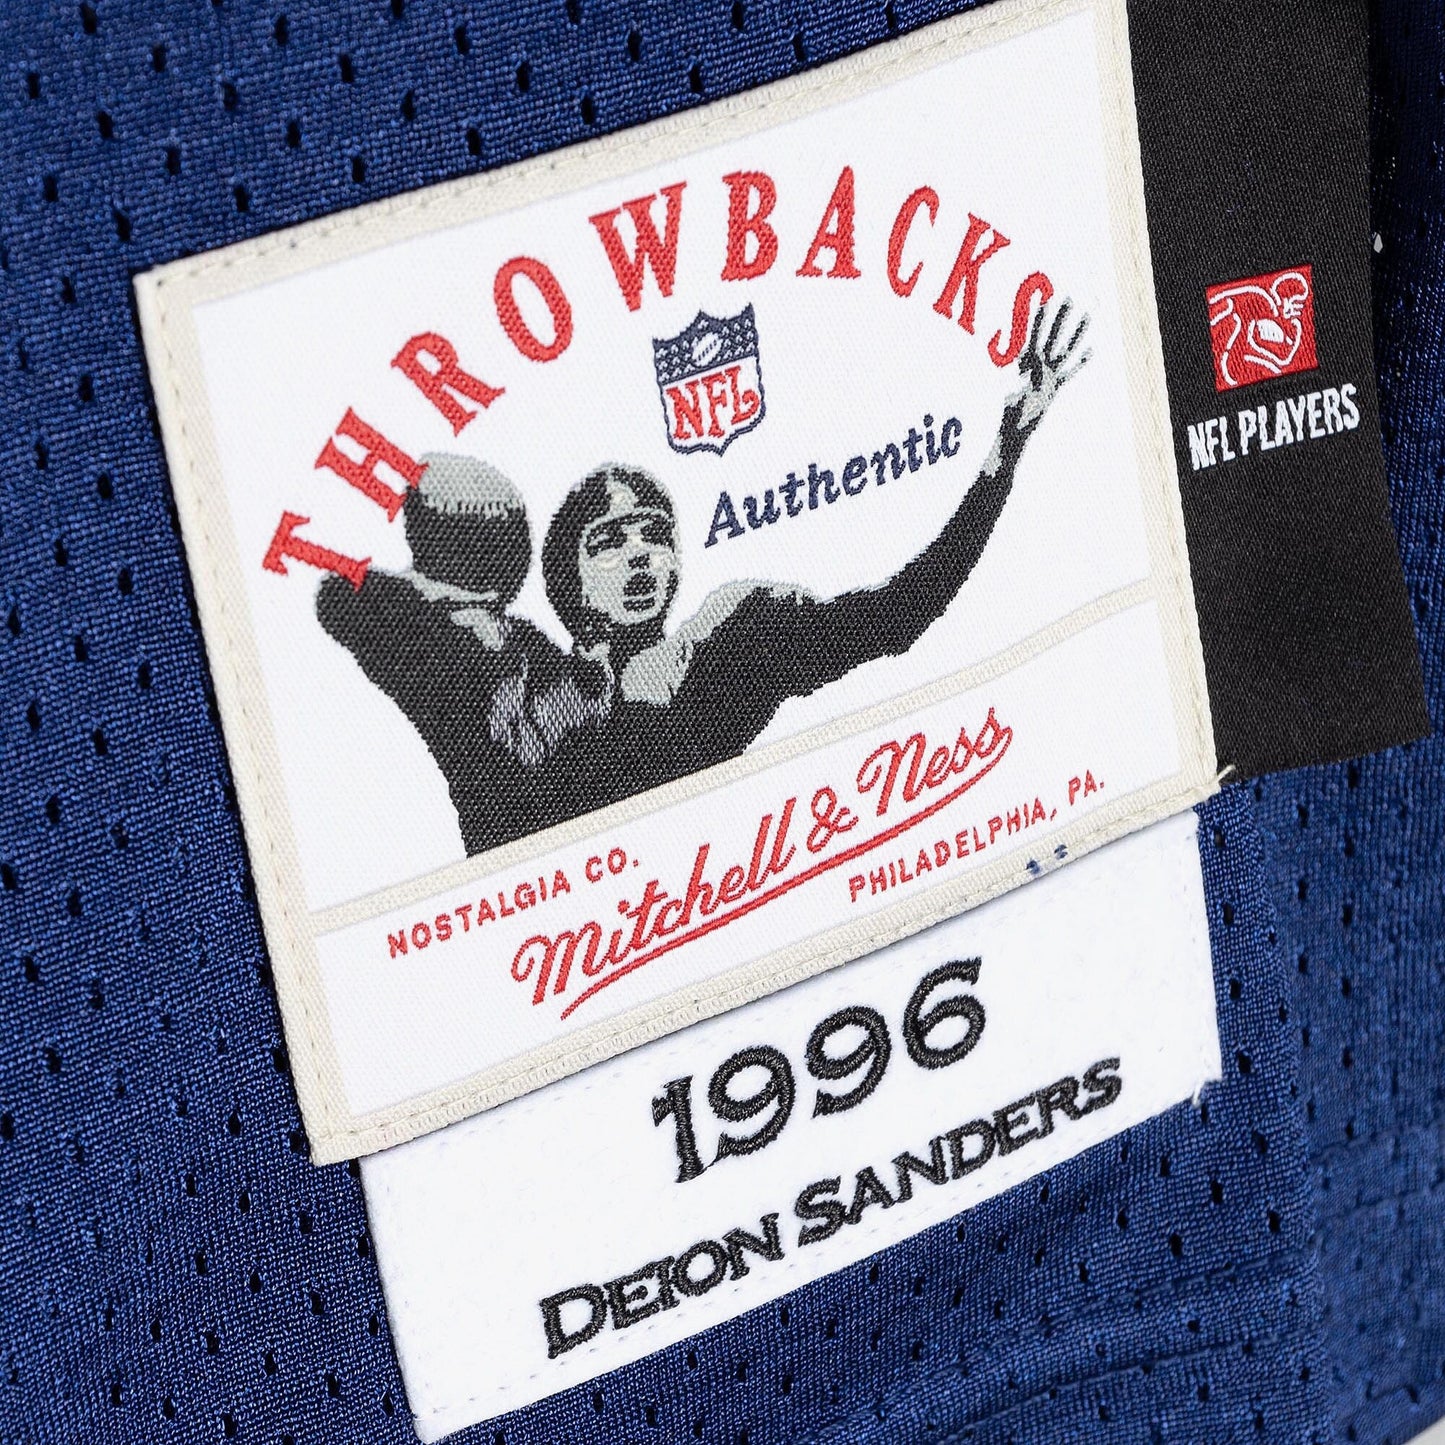 THROWBACKS
NFL
Authentic
NFL PLAYERS
NOSTALGIA CO.
Mitchell & Ness
PHILADELPHIA, PA.
1996
DEION SANDERS